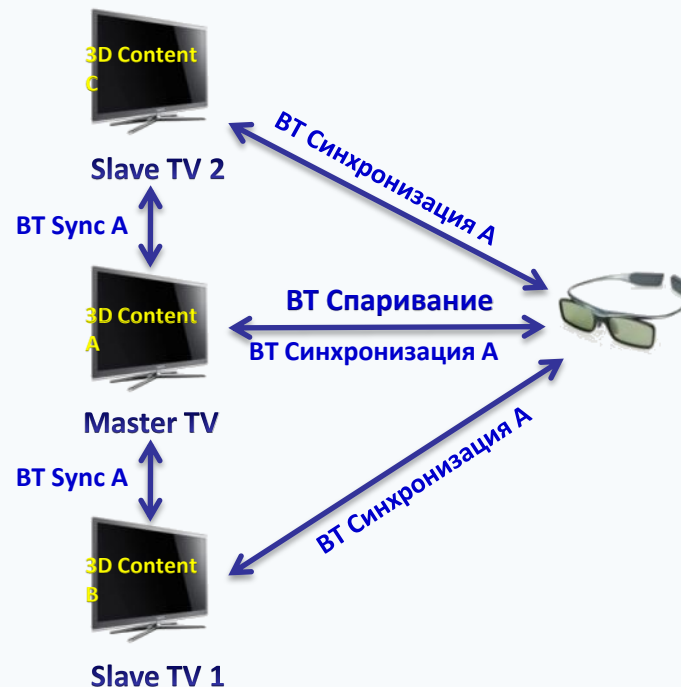 3D Content
C
Slave TV 2
ВТ Синхронизация А
BT Sync A
3D Content
A
ВТ Спаривание
ВТ Синхронизация А
Master TV
BT Sync A
ВТ Синхронизация А
3D Content
B
Slave TV 1